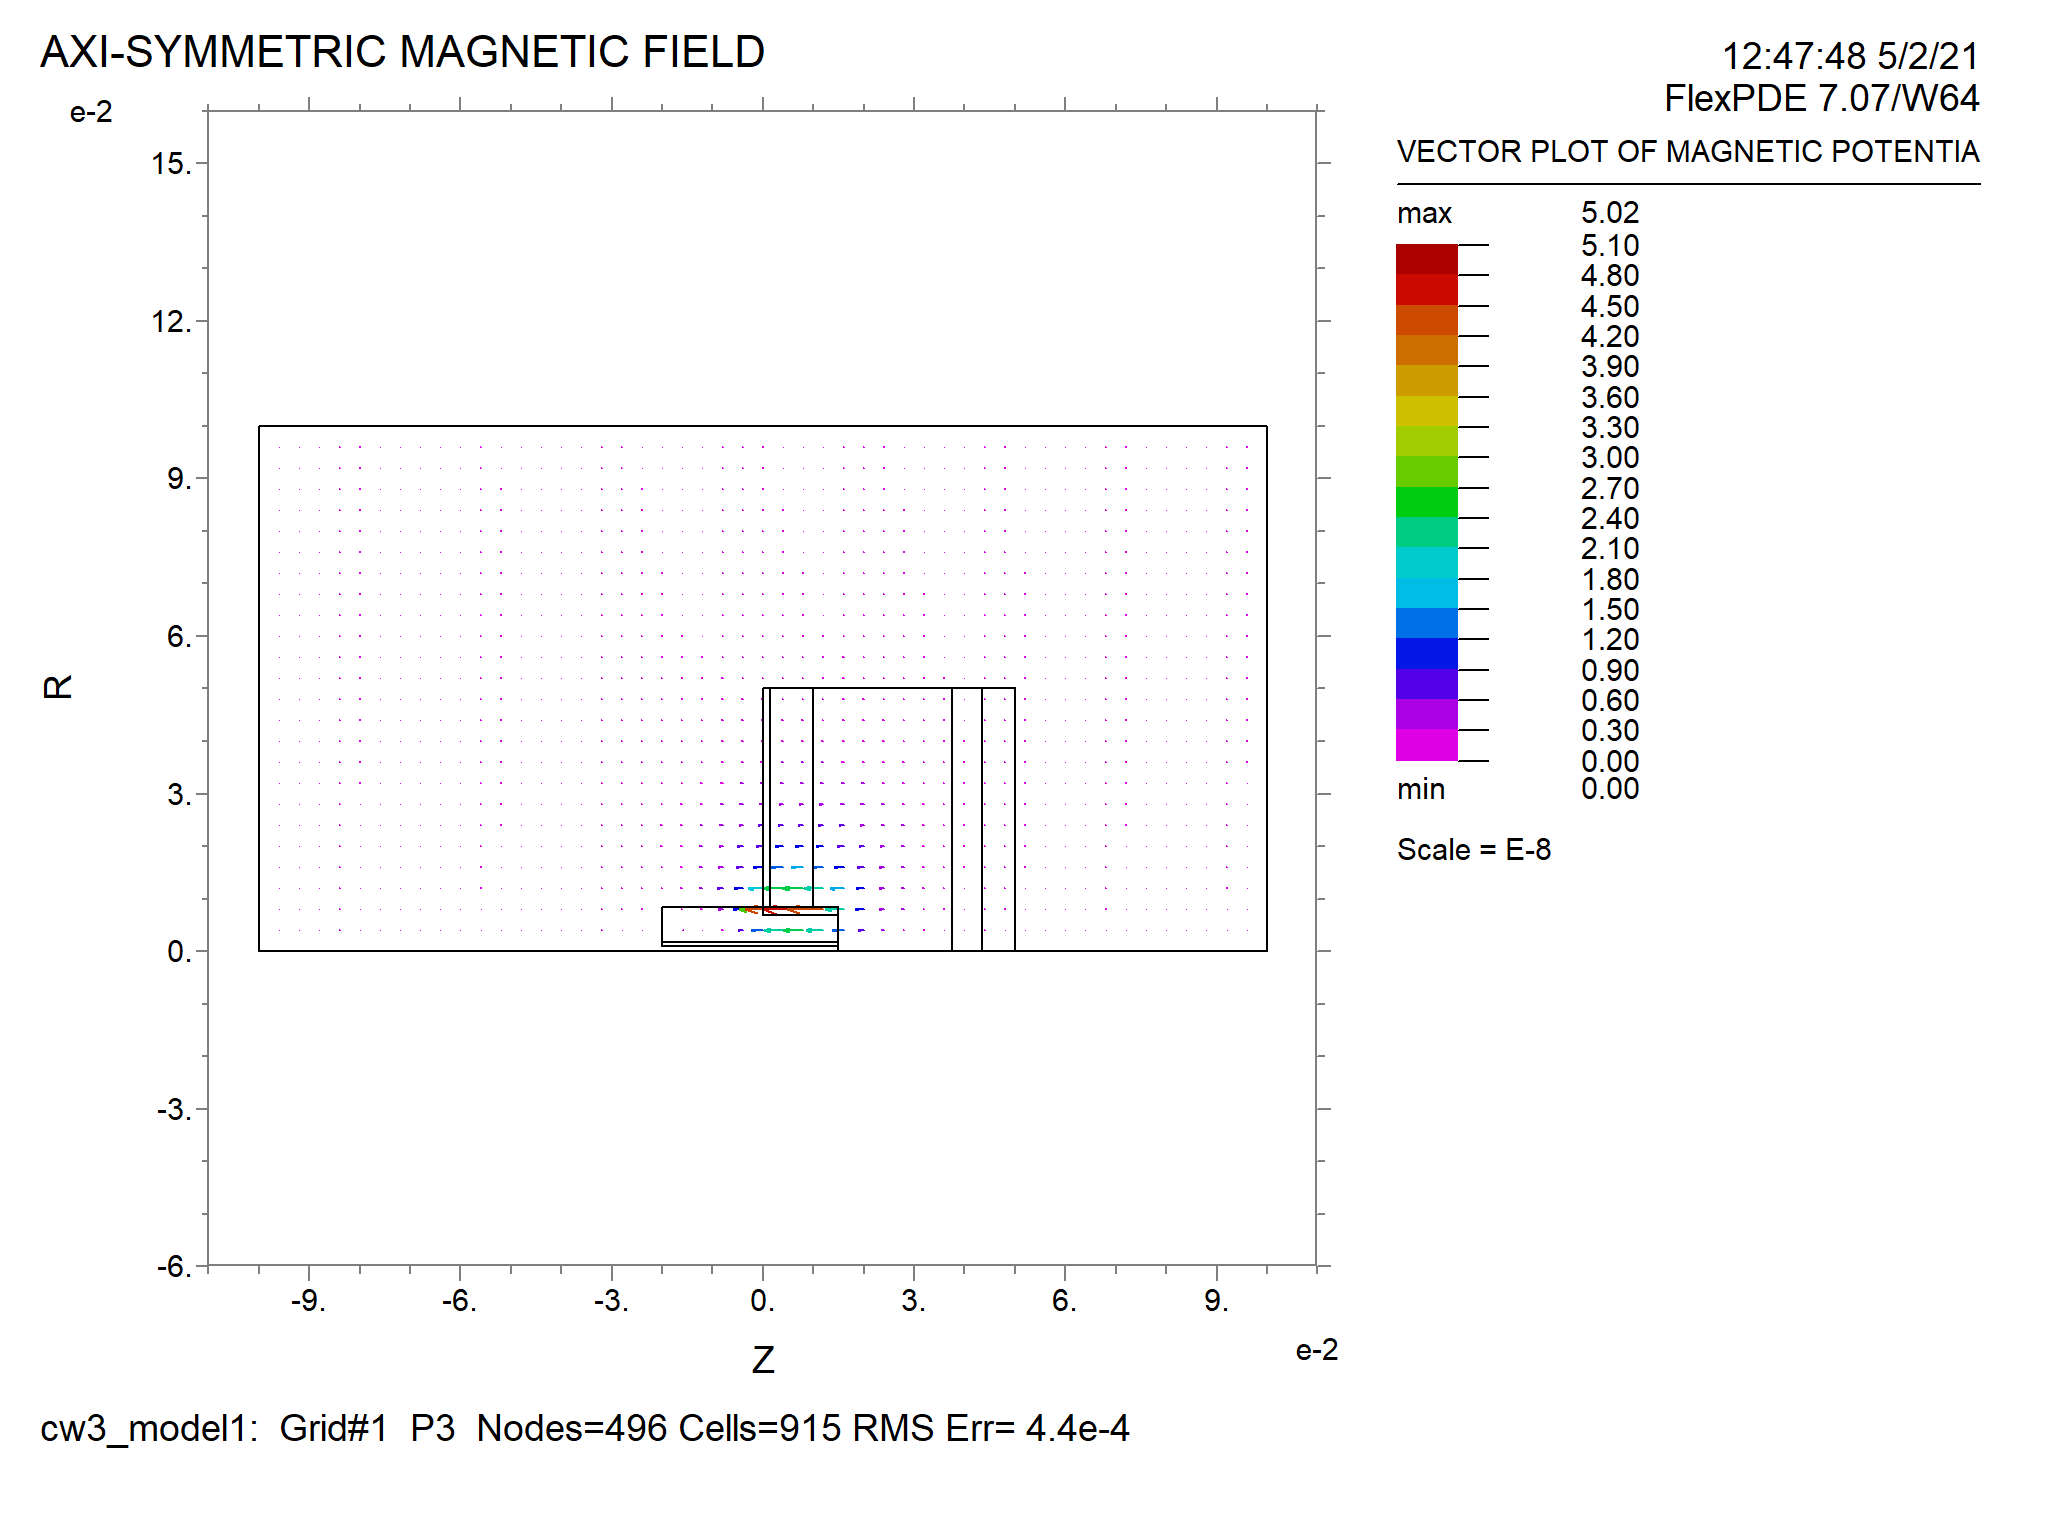 AXI-SYMMETRIC MAGNETIC FIELD
12:47:48 5/2/21
FlexPDE 7.07/W64
VECTOR PLOT OF MAGNETIC POTENTIA
max 5.02
5.10
4.80
4.50
4.20
3.90
3.60
3.30
3.00
2.70
2.40
2.10
1.80
1.50
1.20
0.90
0.60
0.30
0.00
min 0.00
Scale = E-8
e-2
15.
12.
9.
6.
3.
0.
-3.
-6.
R
-9. -6. -3. 0. 3. 6. 9.
Z
e-2
cw3_model1: Grid#1 P3 Nodes=496 Cells=915 RMS Err= 4.4e-4